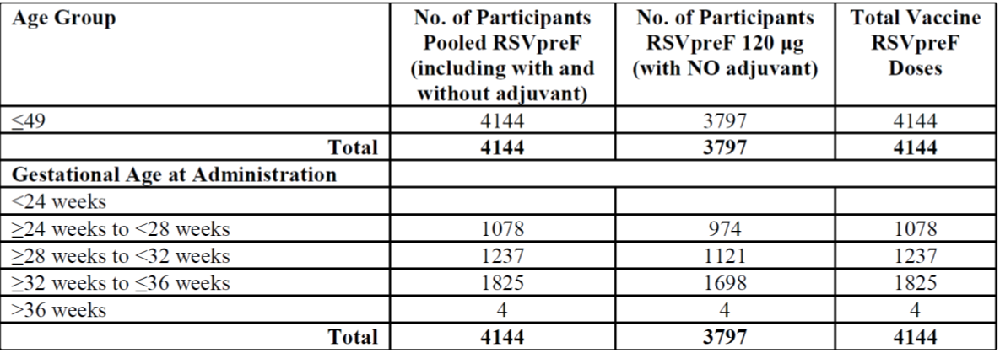 Age Group No. of Participants No. of Participants Total Vaccine
Pooled RSVpreF RSVpreF 120 µg RSVpreF
(including with and (with NO adjuvant) Doses
without adjuvant)
≤49 4144 3797 4144
Total 4144 3797 4144
Gestational Age at Administration
<24 weeks
≥24 weeks to <28 weeks 1078 974 1078
≥28 weeks to <32 weeks 1237 1121 1237
≥32 weeks to ≤36 weeks 1825 1698 1825
>36 weeks 4 4 4
Total 4144 3797 4144